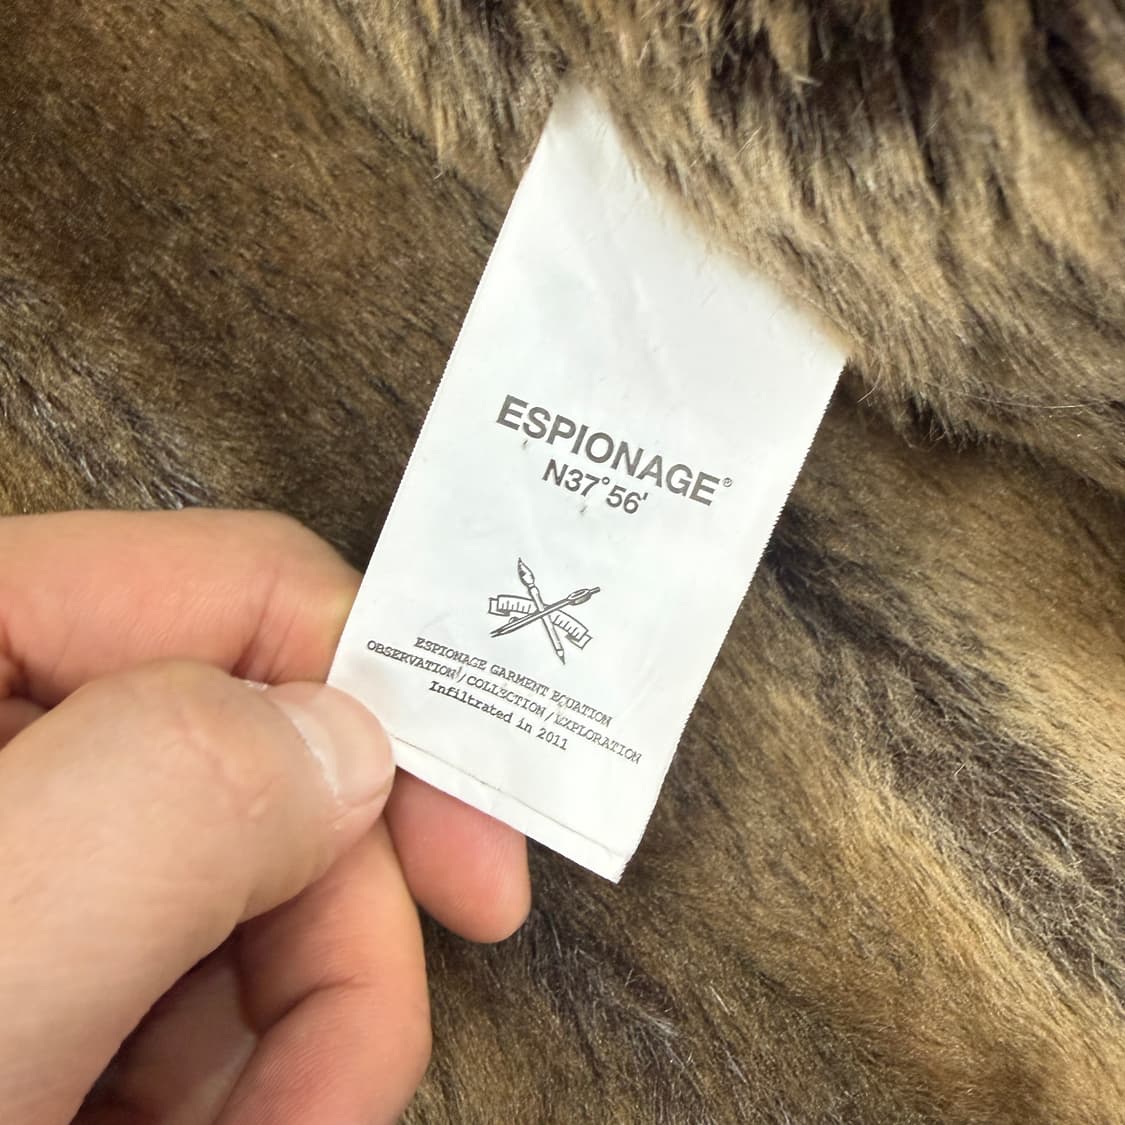 ESPIONAGE®
N37°56'
ESPIONAGE GARMENT EQUATION
OBSERVATION/COLLECTION/EXPLORATION
Infiltrated in 2011